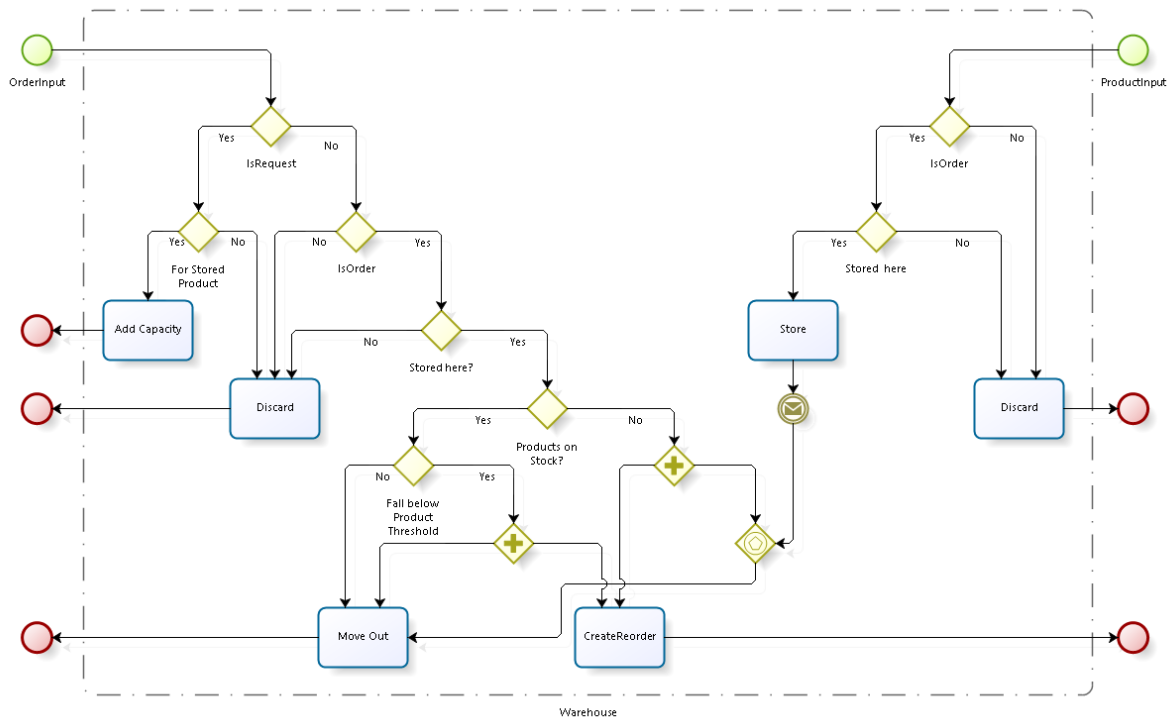 OrderInput
ProductInput
Yes
No
IsRequest
Yes
No
IsOrder
Yes
No
For Stored
Product
No
Yes
IsOrder
Yes
No
Stored  here
Add Capacity
No
Yes
Stored here?
Store
Discard
Yes
No
Products on
Stock?
Discard
No
Yes
Fall below
Product
Threshold
Move Out
CreateReorder
Warehouse